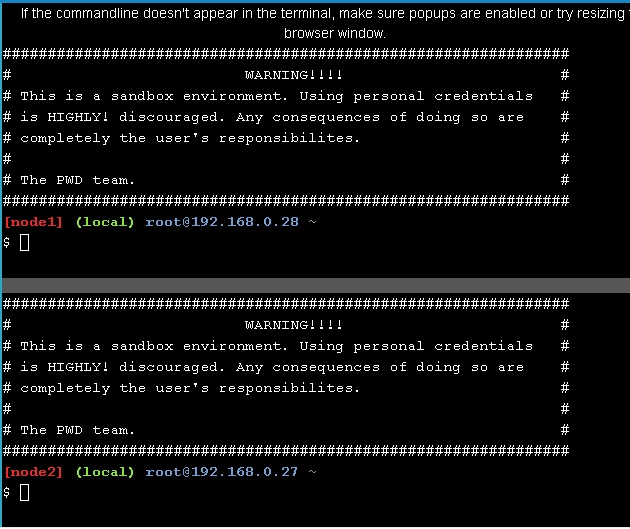 If the commandline doesn't appear in the terminal, make sure popups are enabled or try resizing
browser window.
###############################################################
# WARNING!!!! #
# This is a sandbox environment. Using personal credentials #
# is HIGHLY! discouraged. Any consequences of doing so are #
# completely the user's responsibilites. #
# #
# The PWD team. #
###############################################################
[node1] (local) root@192.168.0.28 ~
$
###############################################################
# WARNING!!!! #
# This is a sandbox environment. Using personal credentials #
# is HIGHLY! discouraged. Any consequences of doing so are #
# completely the user's responsibilites. #
# #
# The PWD team. #
###############################################################
[node2] (local) root@192.168.0.27 ~
$